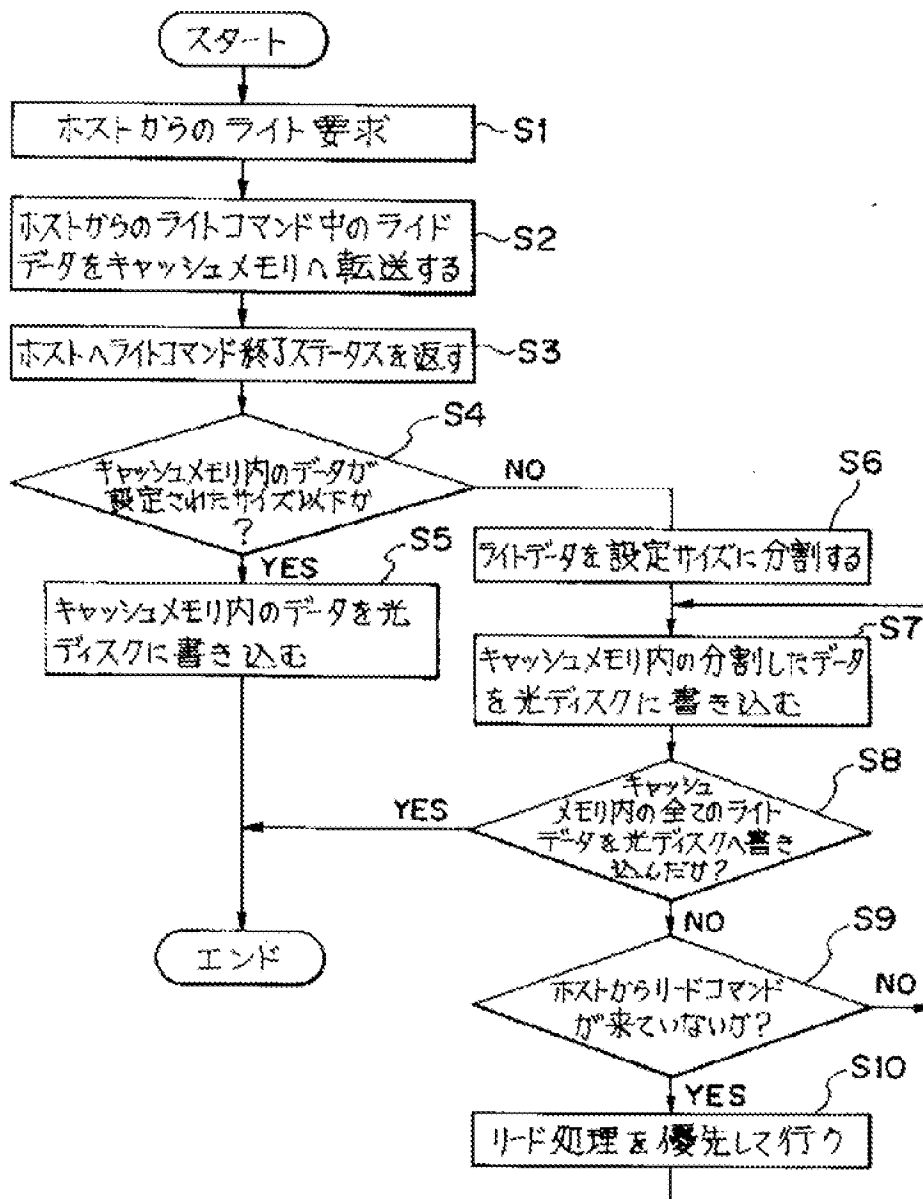 スタート
ホストからのライト要求
S1
ホストからのライトコマンド中のライド
データをキャッシュメモリへ転送する
S2
ホストへライトコマンド終了ステータスを返す
S3
S4
キャッシュメモリ内のデータが
設定されたサイズ以下か
?
NO
YES
S5
キャッシュメモリ内のデータを光
ディスクに書き込む
S6
ライトデータを設定サイズに分割する
S7
キャッシュメモリ内の分割したデータ
を光ディスクに書き込む
S8
キャッシュ
メモリ内の全てのライト
データを光ディスクへ書き
込んだか?
YES
NO
エンド
S9
ホストからリードコマンド
が来ていないか?
NO
YES
S10
リード処理を優先して行う